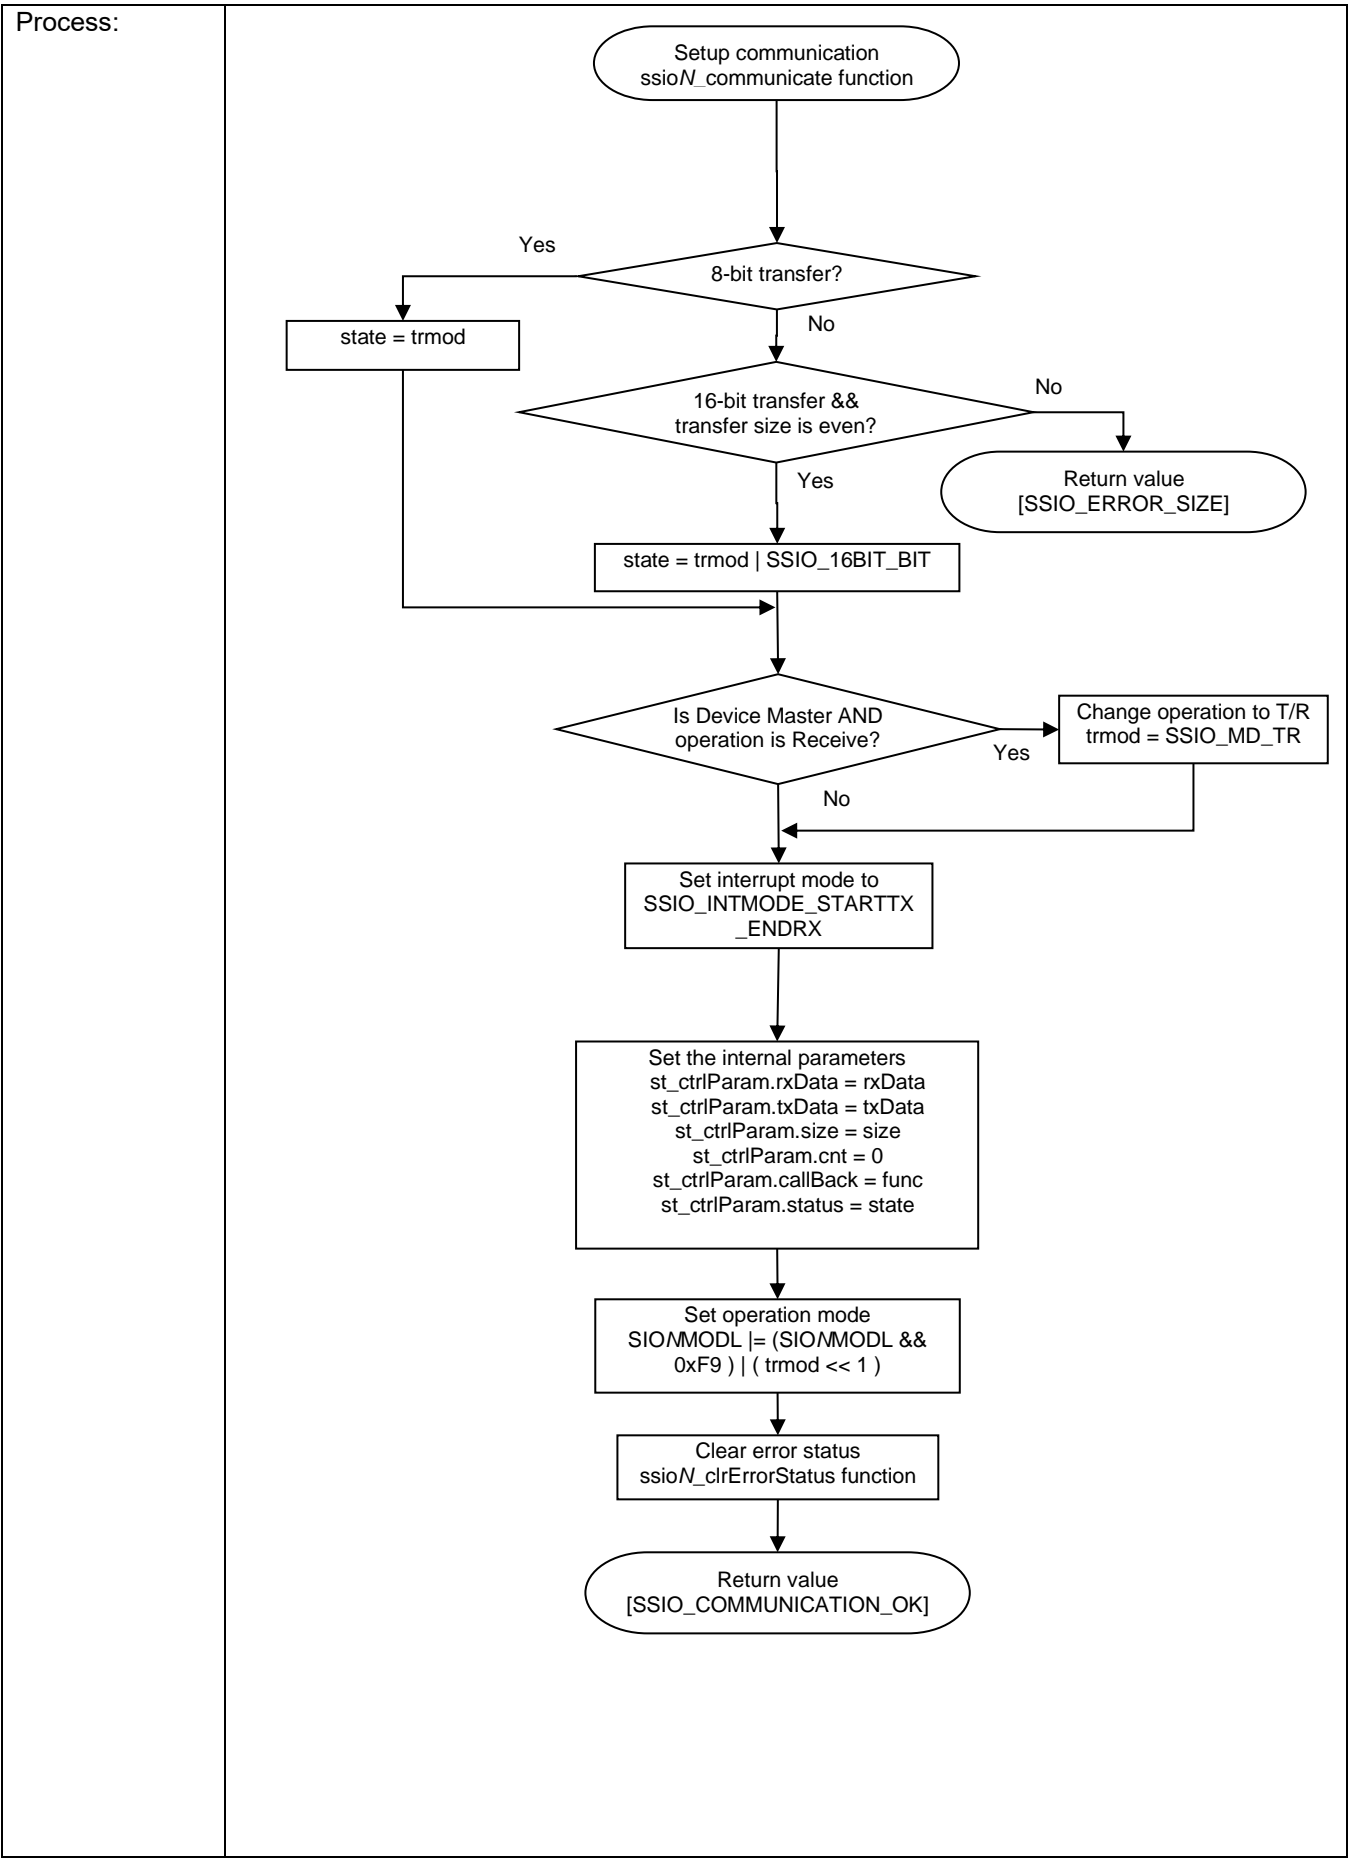 Process:
Setup communication
ssioN_communicate function
Yes
8-bit transfer?
No
state = trmod
No
16-bit transfer &&
transfer size is even?
Yes
Return value
[SSIO_ERROR_SIZE]
state = trmod | SSIO_16BIT_BIT
Is Device Master AND
operation is Receive?
Yes
Change operation to T/R
trmod = SSIO_MD_TR
No
Set interrupt mode to
SSIO_INTMODE_STARTTX
_ENDRX
Set the internal parameters
st_ctrlParam.rxData = rxData
st_ctrlParam.txData = txData
st_ctrlParam.size = size
st_ctrlParam.cnt = 0
st_ctrlParam.callBack = func
st_ctrlParam.status = state
Set operation mode
SIONMODL |= (SIONMODL &&
0xF9 ) | ( trmod << 1 )
Clear error status
ssioN_clrErrorStatus function
Return value
[SSIO_COMMUNICATION_OK]